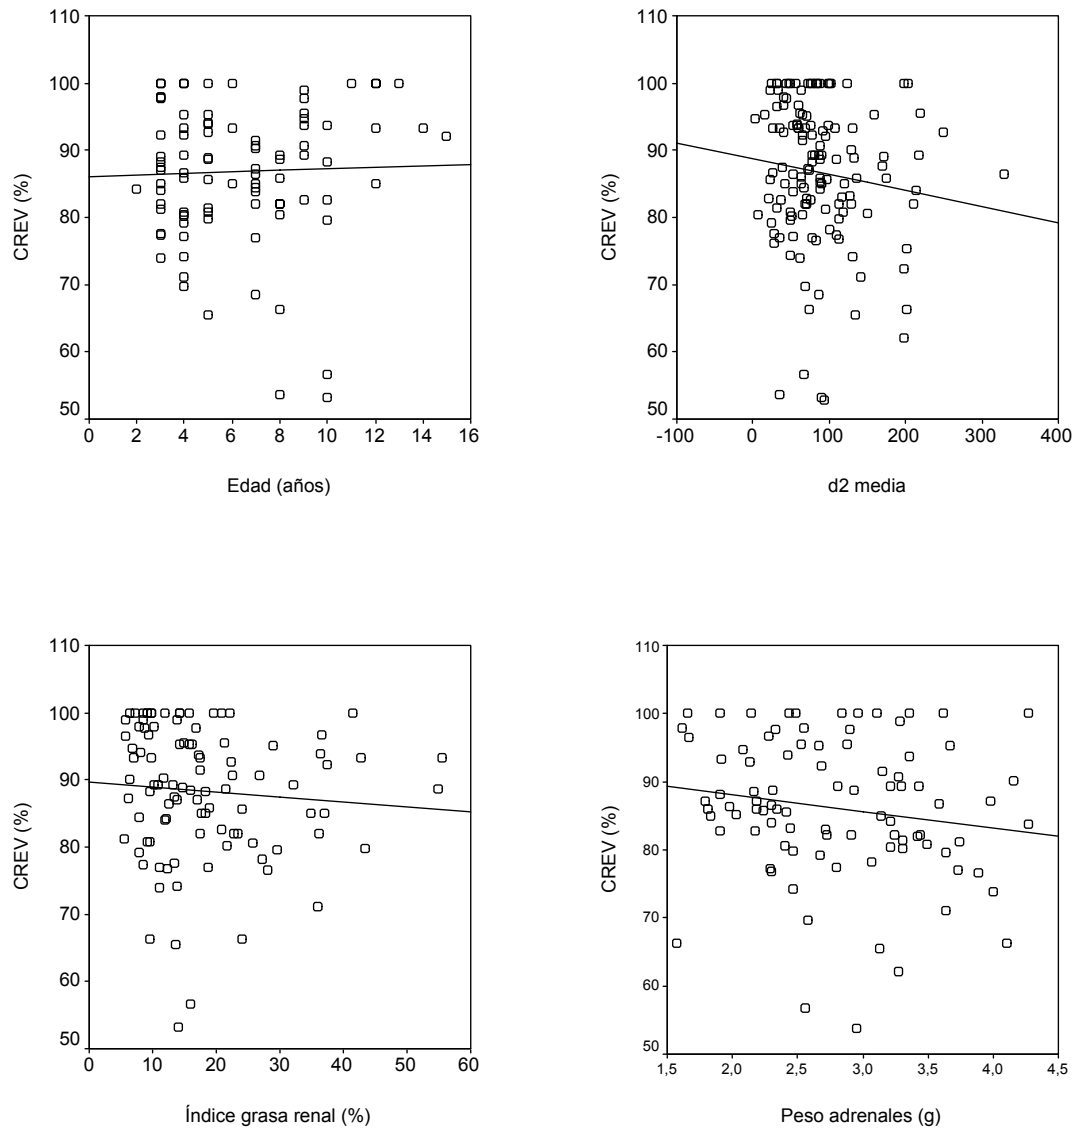 110
100
90
80
70
60
50
CREV (%)
0 2 4 6 8 10 12 14 16
Edad (años)
110
100
90
80
70
60
50
CREV (%)
-100 0 100 200 300 400
d2 media
110
100
90
80
70
60
50
CREV (%)
0 10 20 30 40 50 60
Índice grasa renal (%)
110
100
90
80
70
60
50
CREV (%)
1,5 2,0 2,5 3,0 3,5 4,0 4,5
Peso adrenales (g)